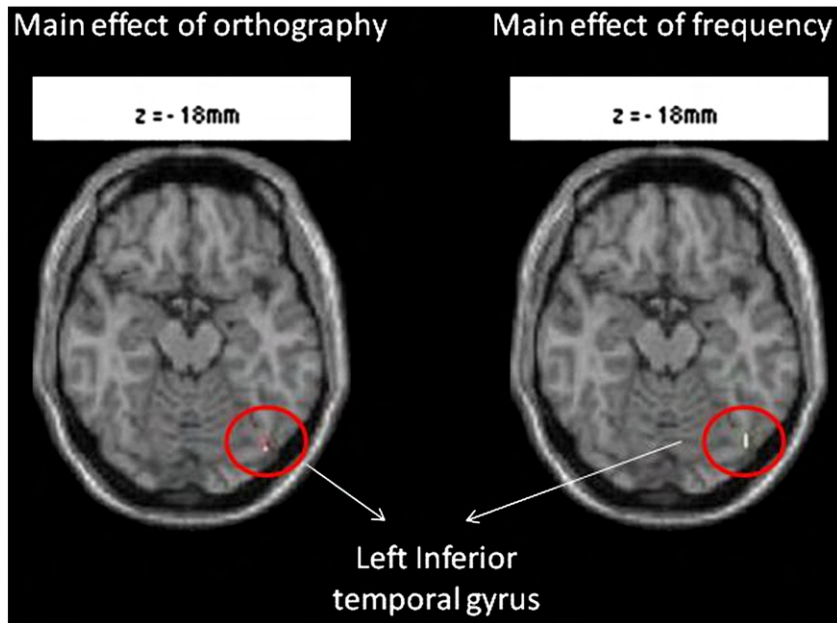 Main effect of orthography
Main effect of frequency
z = - 18mm
z = - 18mm
Left Inferior
temporal gyrus